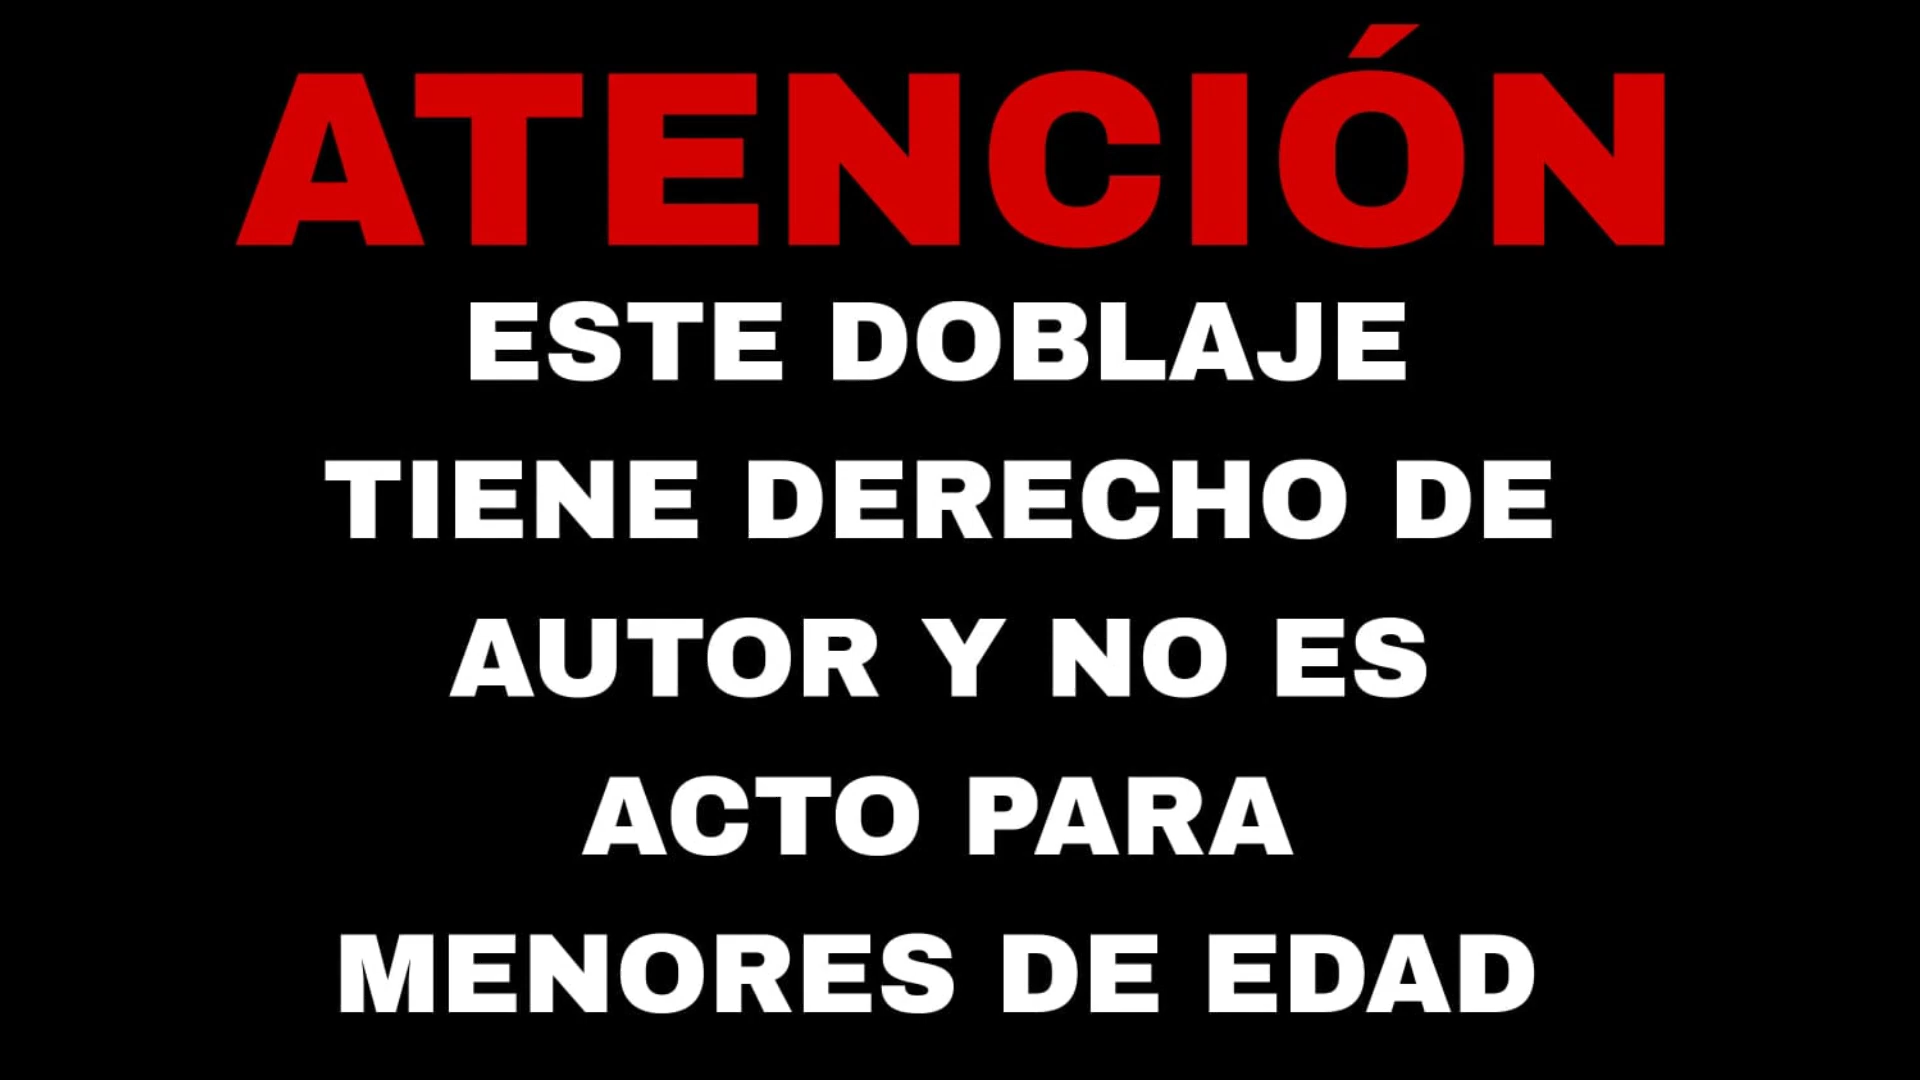 ATENCIÓN
ESTE DOBLAJE
TIENE DERECHO DE
AUTOR Y NO ES
ACTO PARA
MENORES DE EDAD